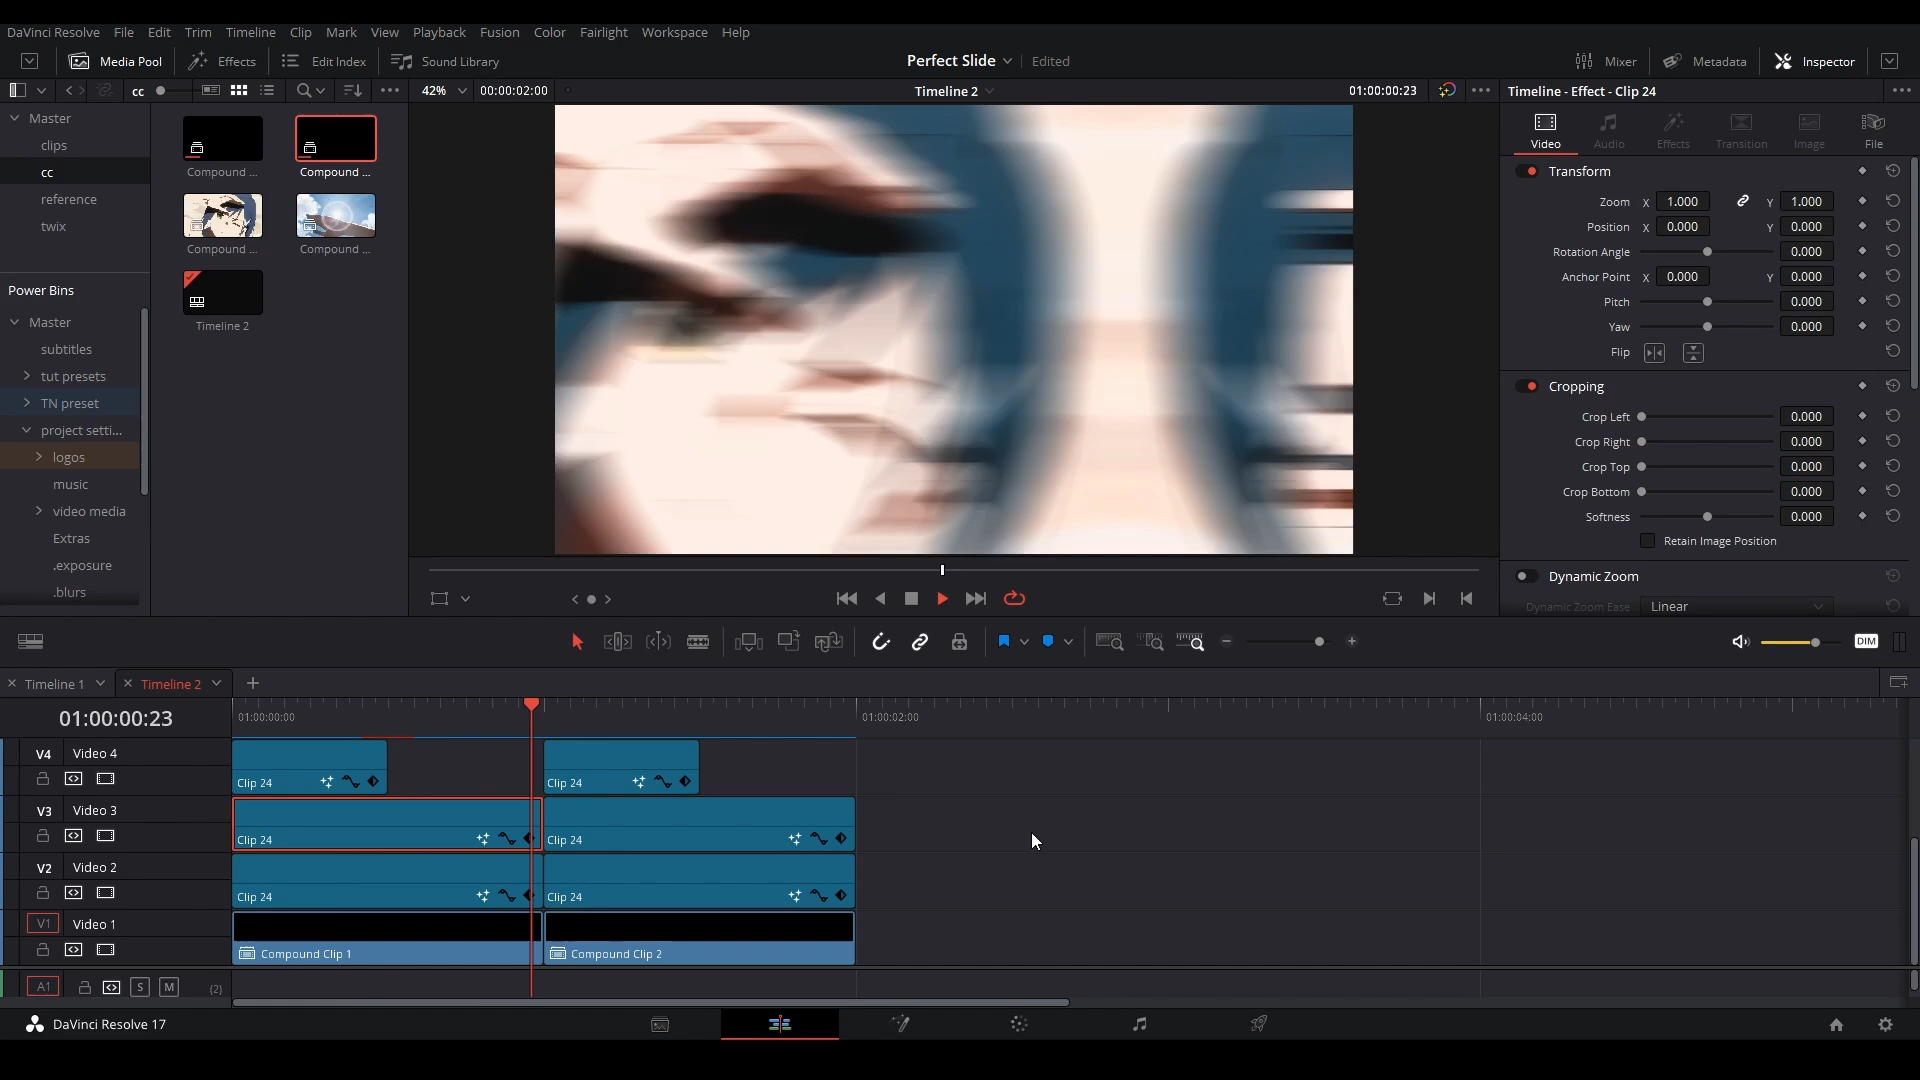 DaVinci Resolve File Edit Trim Timeline Clip Mark View Playback Fusion Color Fairlight Workspace Help
Media Pool Effects Edit Index Sound Library Perfect Slide Edited Mixer Metadata Inspector
cc 42% 00:00:02:00 Timeline 2 01:00:00:23 Timeline - Effect - Clip 24
Master
clips
cc
reference
twix
Power Bins
Master
subtitles
tut presets
TN preset
project setti...
logos
music
video media
Extras
.exposure
.blurs
Compound ...
Compound ...
Compound ...
Compound ...
Timeline 2
Video Audio Effects Transition Image File
Transform
Zoom X 1.000 Y 1.000
Position X 0.000 Y 0.000
Rotation Angle 0.000
Anchor Point X 0.000 Y 0.000
Pitch 0.000
Yaw 0.000
Flip
Cropping
Crop Left 0.000
Crop Right 0.000
Crop Top 0.000
Crop Bottom 0.000
Softness 0.000
Retain Image Position
Dynamic Zoom
Dynamic Zoom Ease Linear
DIM
Timeline 1 Timeline 2
01:00:00:23 01:00:00:00 01:00:02:00 01:00:04:00
V4 Video 4
Clip 24 Clip 24
V3 Video 3
Clip 24 Clip 24
V2 Video 2
Clip 24 Clip 24
V1 Video 1
Compound Clip 1 Compound Clip 2
A1 S M (2)
DaVinci Resolve 17